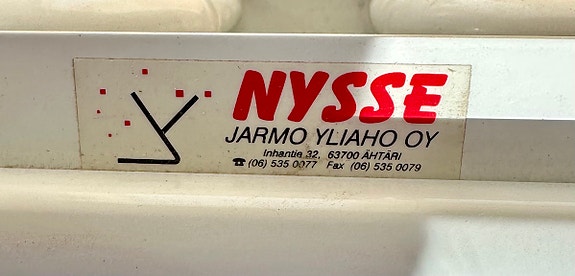 NYSSE
JARMO YLIAHO OY
Inhantie 32, 63700 ÄHTÄRI
☎ (06) 535 0077 Fax (06) 535 0079